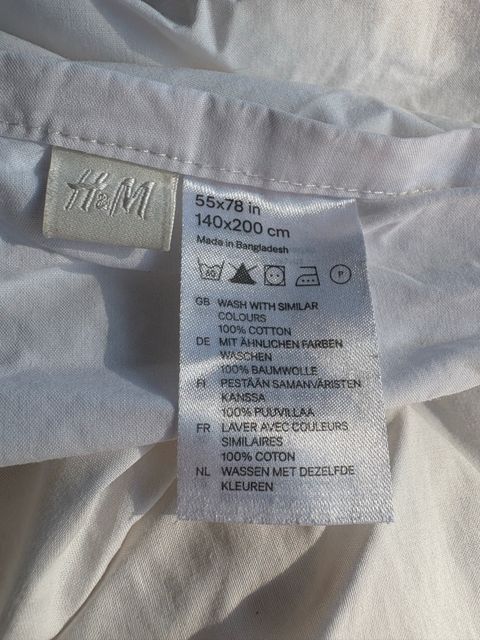 H&M
55x78 in
140x200 cm
Made in Bangladesh
60
P
GB WASH WITH SIMILAR
COLOURS
100% COTTON
DE MIT ÄHNLICHEN FARBEN
WASCHEN
100% BAUMWOLLE
FI PESTÄÄN SAMANVÄRISTEN
KANSSA
100% PUUVILLAA
FR LAVER AVEC COULEURS
SIMILAIRES
100% COTON
NL WASSEN MET DEZELFDE
KLEUREN